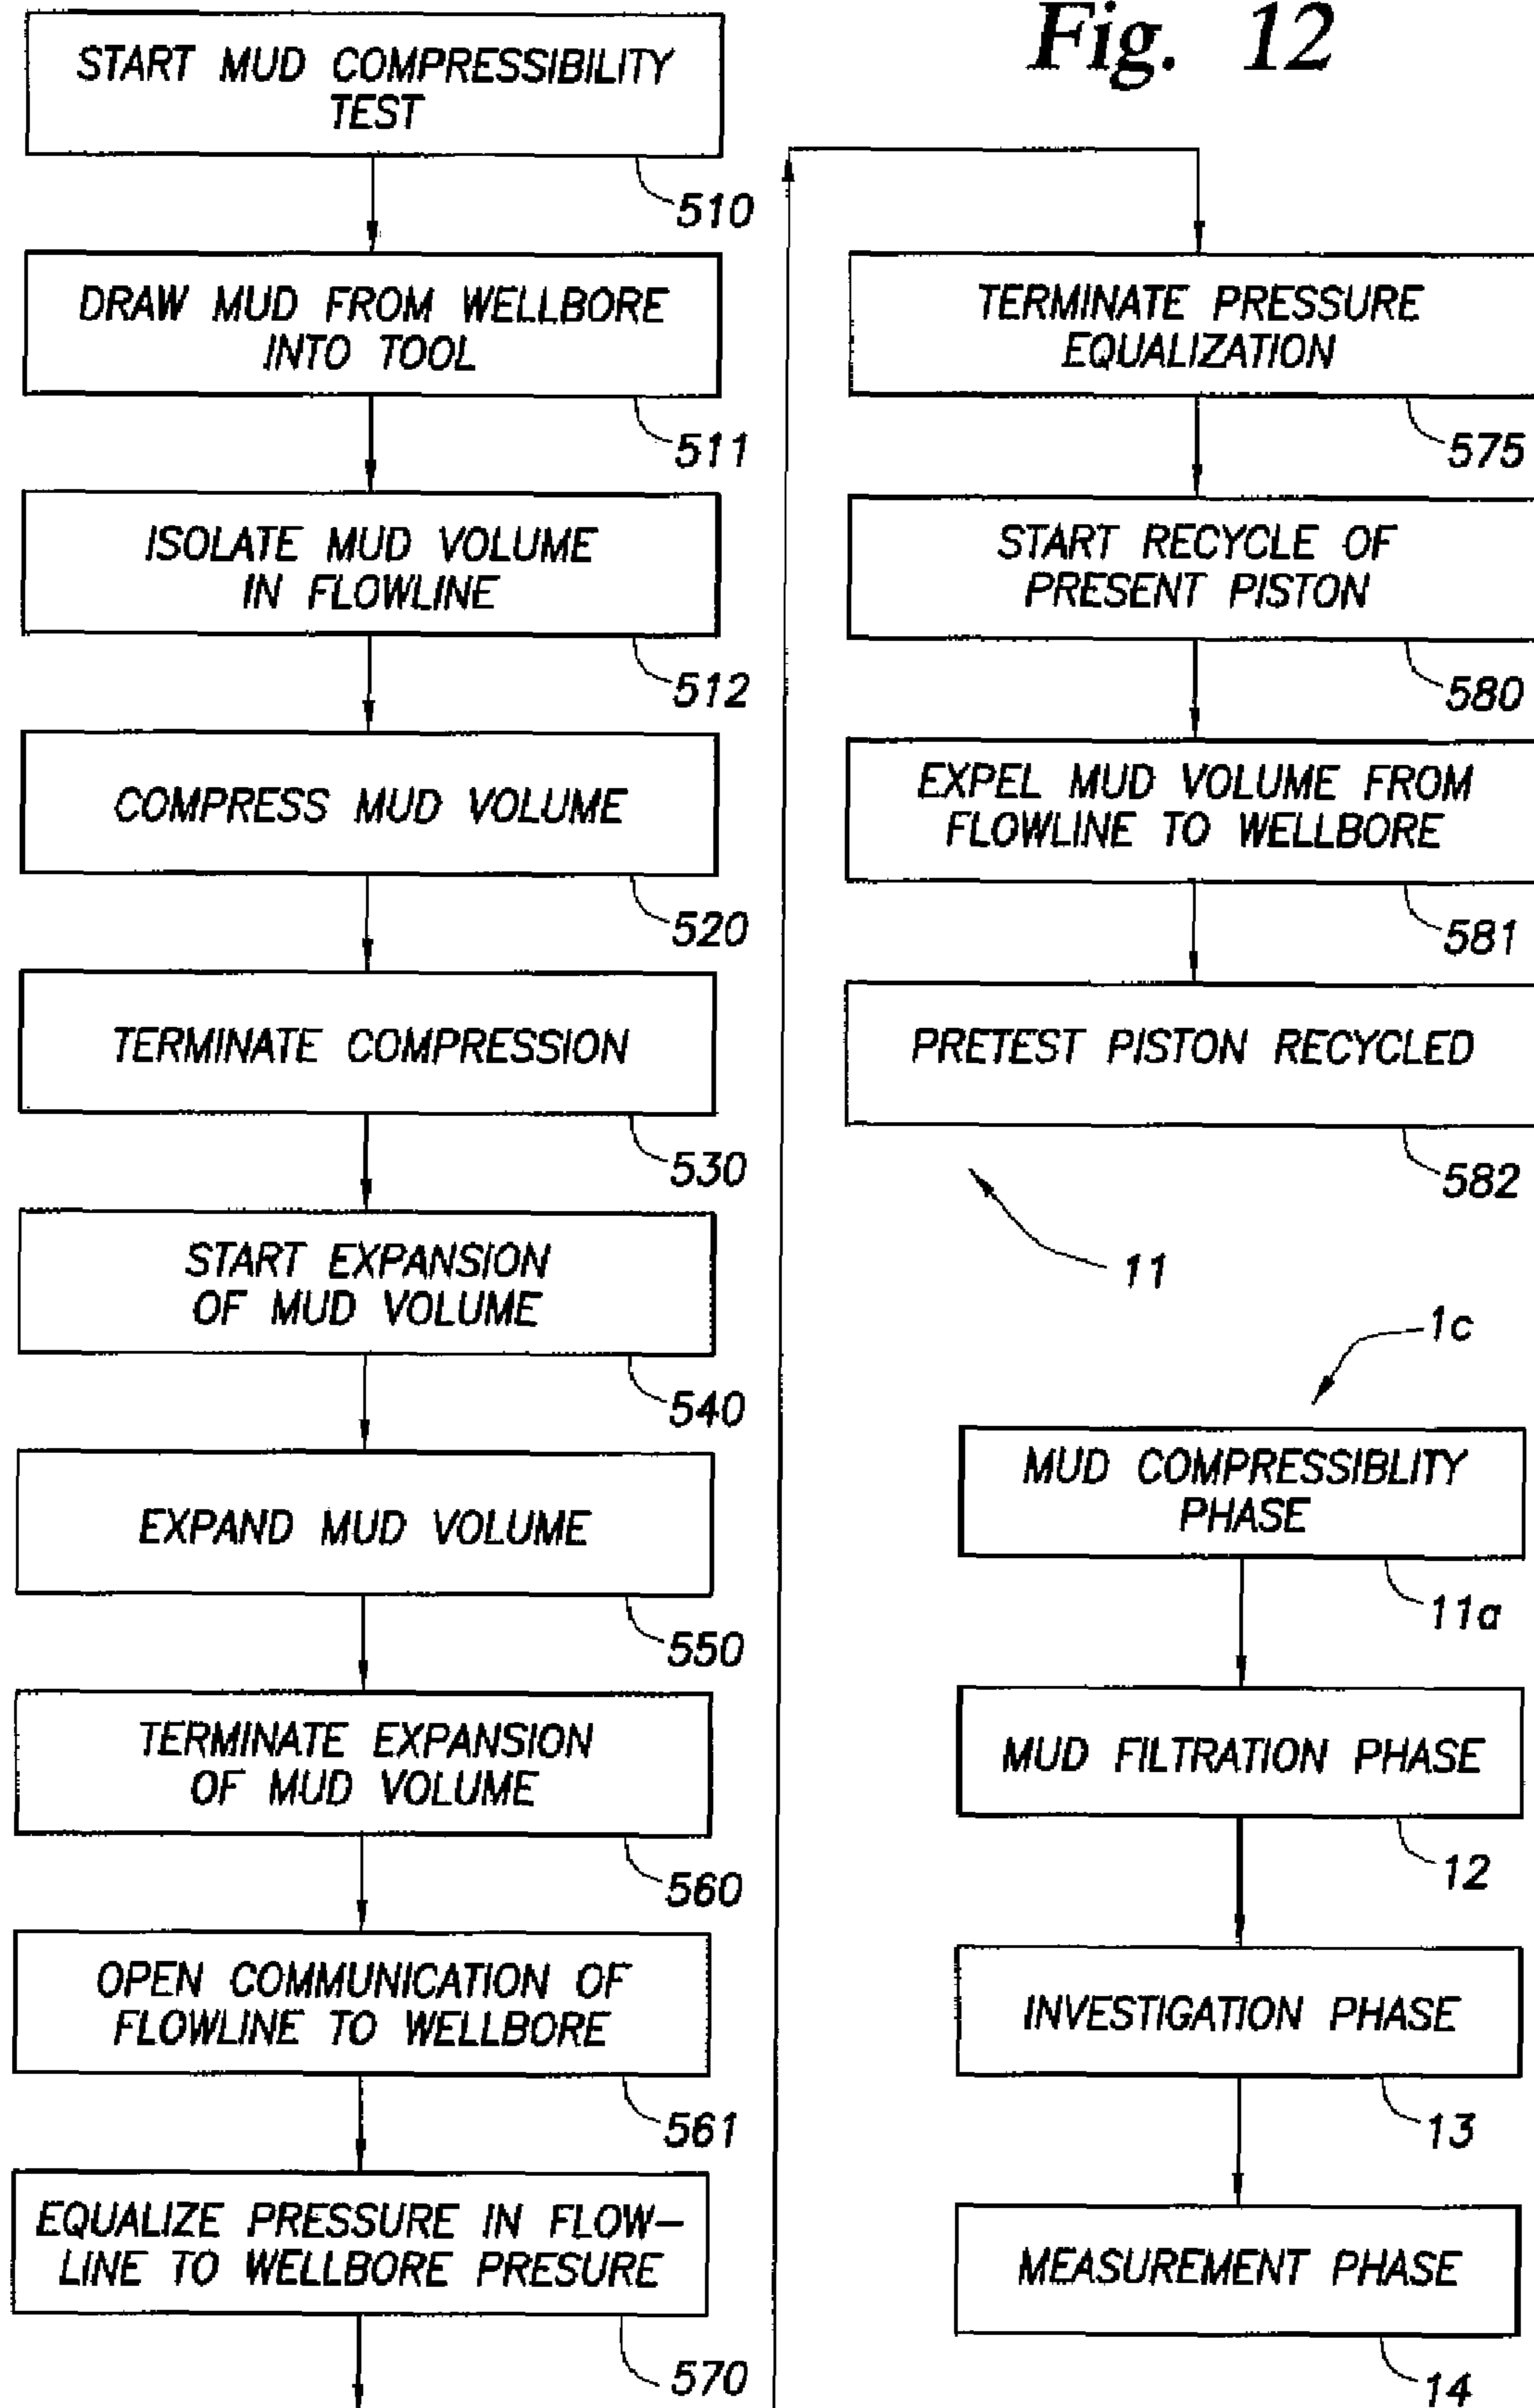 Fig. 12
START MUD COMPRESSIBILITY
TEST
510
DRAW MUD FROM WELLBORE
INTO TOOL
511
ISOLATE MUD VOLUME
IN FLOWLINE
512
COMPRESS MUD VOLUME
520
TERMINATE COMPRESSION
530
START EXPANSION
OF MUD VOLUME
540
EXPAND MUD VOLUME
550
TERMINATE EXPANSION
OF MUD VOLUME
560
OPEN COMMUNICATION OF
FLOWLINE TO WELLBORE
561
EQUALIZE PRESSURE IN FLOW-
LINE TO WELLBORE PRESURE
570
TERMINATE PRESSURE
EQUALIZATION
575
START RECYCLE OF
PRESENT PISTON
580
EXPEL MUD VOLUME FROM
FLOWLINE TO WELLBORE
581
PRETEST PISTON RECYCLED
582
11
1c
MUD COMPRESSIBLITY
PHASE
11a
MUD FILTRATION PHASE
12
INVESTIGATION PHASE
13
MEASUREMENT PHASE
14